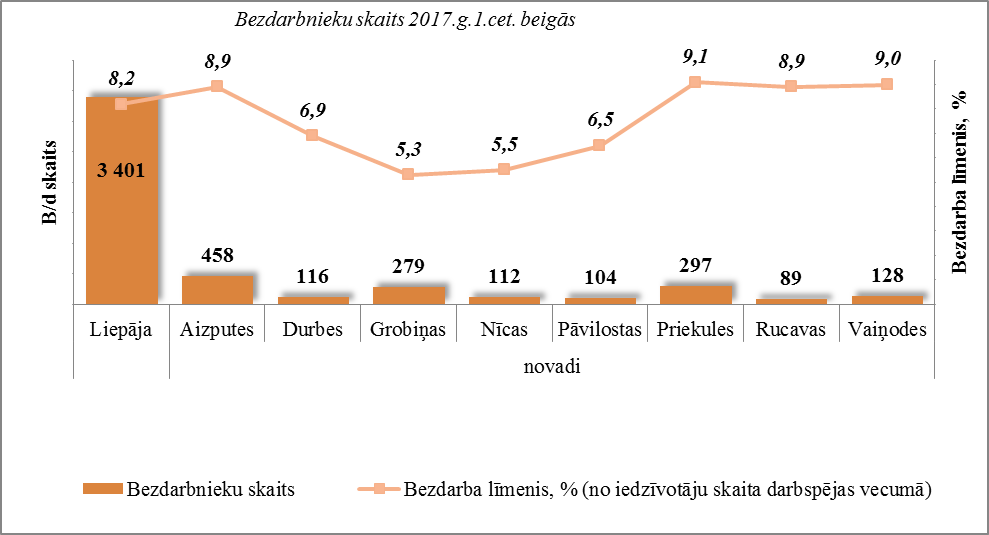 Bezdarbnieku skaits 2017.g.1.cet. beigās
8,2 8,9 6,9 5,3 5,5 6,5 9,1 8,9 9,0
B/d skaits
Bezdarba līmenis, %
3 401 458 116 279 112 104 297 89 128
Liepāja Aizputes Durbes Grobiņas Nīcas Pāvilostas Priekules Rucavas Vaiņodes
novadi
Bezdarbnieku skaits Bezdarba līmenis, % (no iedzīvotāju skaita darbspējas vecumā)